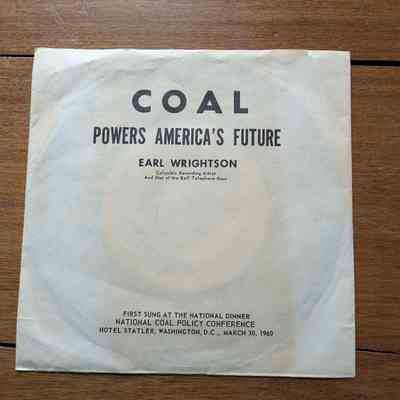 COAL
POWERS AMERICA'S FUTURE
EARL WRIGHTSON
Columbia Recording Artist
And Star of the Bell Telephone Hour
FIRST SUNG AT THE NATIONAL DINNER
NATIONAL COAL POLICY CONFERENCE
HOTEL STATLER, WASHINGTON, D.C., MARCH 30, 1960